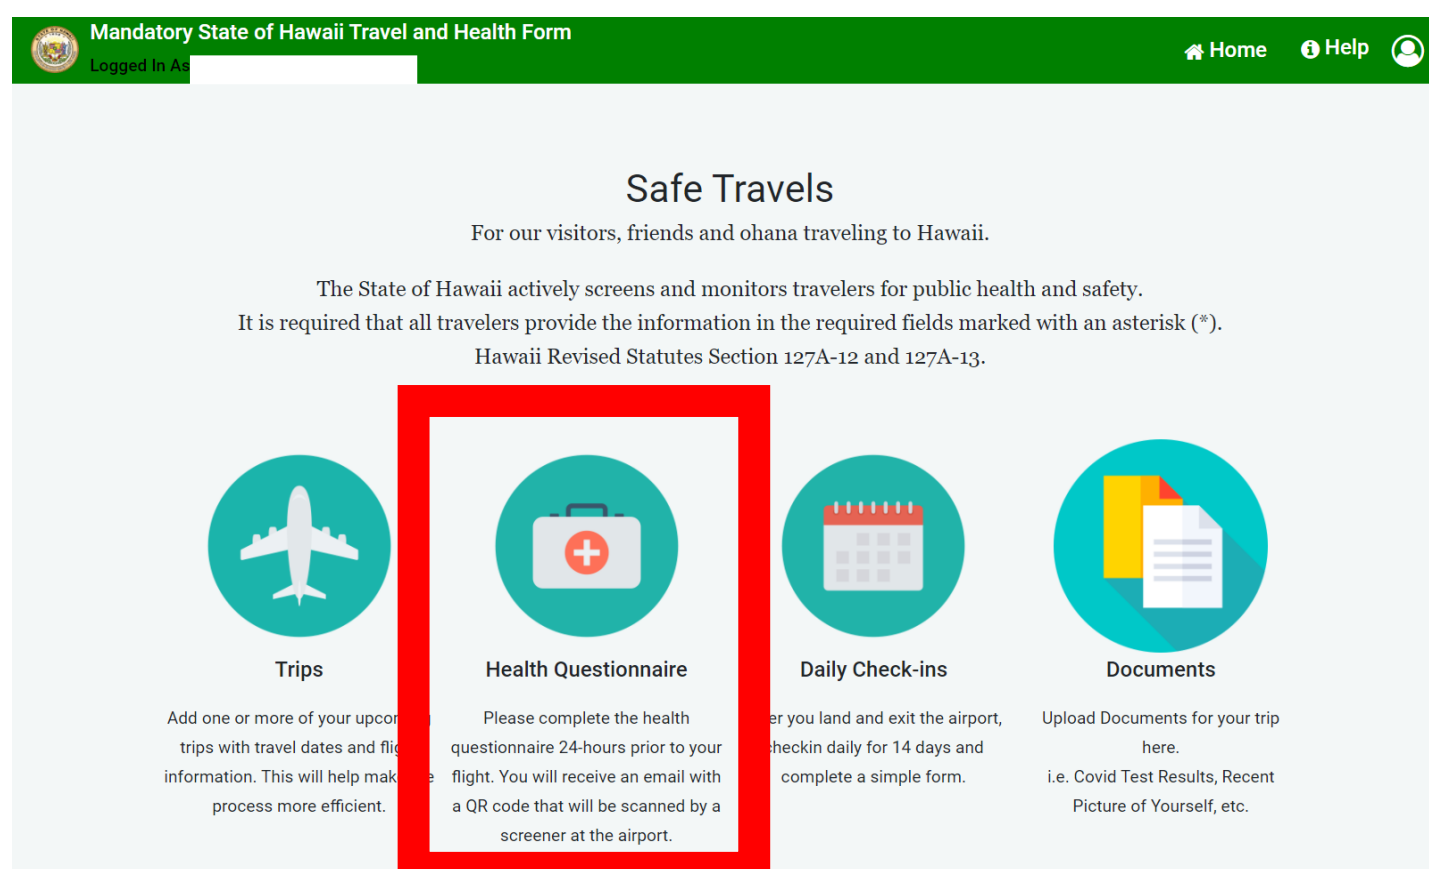 Mandatory State of Hawaii Travel and Health Form
Logged In As
Home
Help
Safe Travels
For our visitors, friends and ohana traveling to Hawaii.
The State of Hawaii actively screens and monitors travelers for public health and safety.
It is required that all travelers provide the information in the required fields marked with an asterisk (*).
Hawaii Revised Statutes Section 127A-12 and 127A-13.
Trips
Add one or more of your
trips with travel dates and
information. This will help
process more efficient.
Health Questionnaire
Please complete the health
questionnaire 24-hours prior to your
flight. You will receive an email with
a QR code that will be scanned by a
screener at the airport.
Daily Check-ins
you land and exit the airport,
checkin daily for 14 days and
complete a simple form.
Documents
Upload Documents for your trip
here.
i.e. Covid Test Results, Recent
Picture of Yourself, etc.